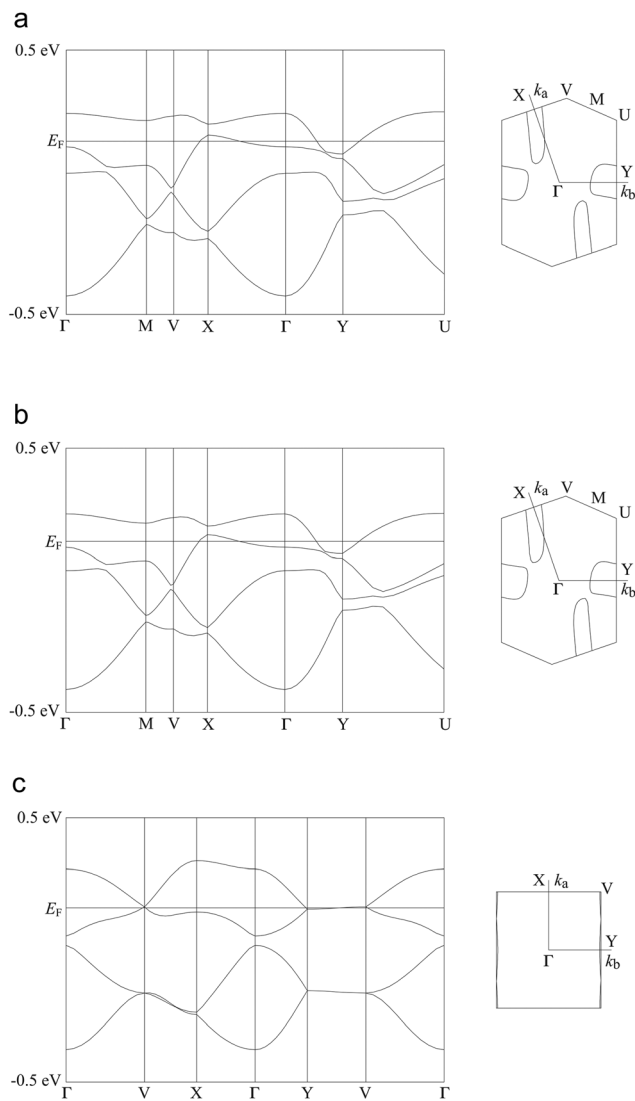 a
0.5 eV
E_F
-0.5 eV
Γ M V X Γ Y U
X k_a V M U
Γ Y
k_b
b
0.5 eV
E_F
-0.5 eV
Γ M V X Γ Y U
X k_a V M U
Γ Y
k_b
c
0.5 eV
E_F
-0.5 eV
Γ V X Γ Y V Γ
X k_a V
Γ Y
k_b